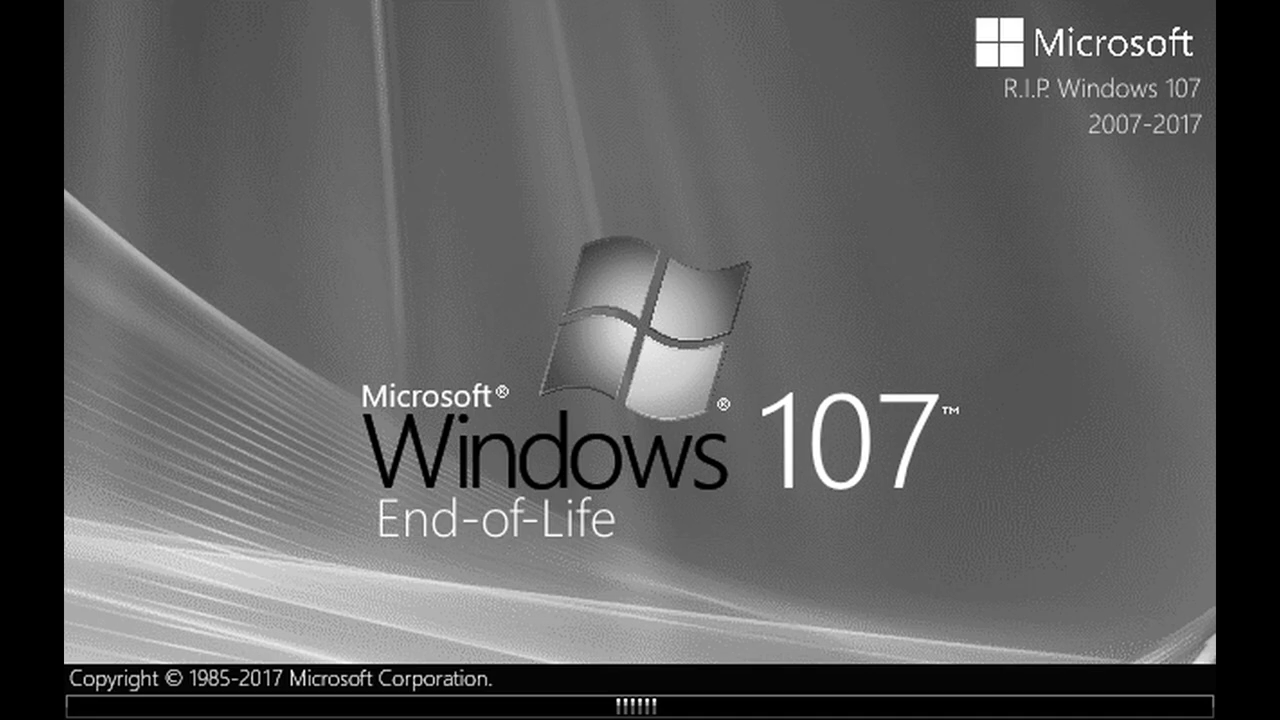 Microsoft
R.I.P. Windows 107
2007-2017
Microsoft®
Windows® 107™
End-of-Life
Copyright © 1985-2017 Microsoft Corporation.